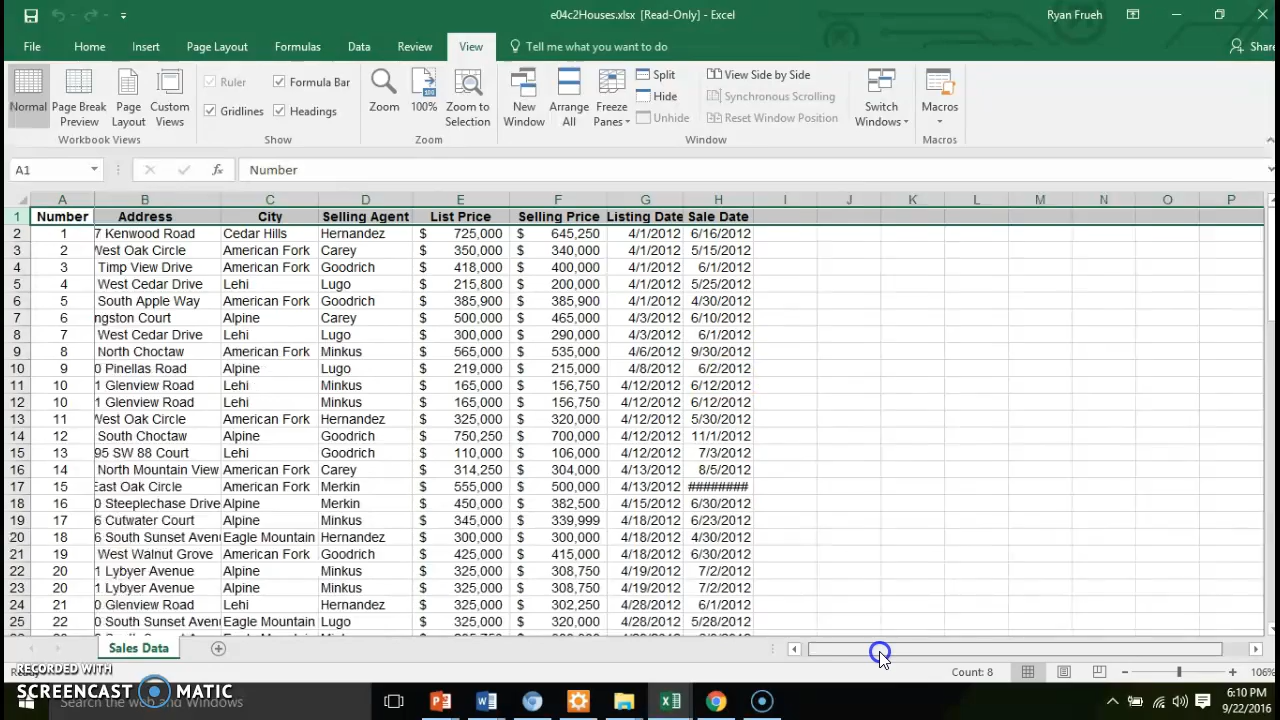 e04c2Houses.xlsx [Read-Only] - Excel
Ryan Frueh
File Home Insert Page Layout Formulas Data Review View Tell me what you want to do Share
Normal Page Break Preview Page Layout Custom Views
Workbook Views
Ruler Formula Bar
Gridlines Headings
Show
Zoom 100% Zoom to Selection
Zoom
New Window Arrange All Freeze Panes
Split
Hide
Unhide
View Side by Side
Synchronous Scrolling
Reset Window Position
Switch Windows
Window
Macros
Macros
A1 fx Number
A B C D E F G H I J K L M N O P
1 Number Address City Selling Agent List Price Selling Price Listing Date Sale Date
2 1 7 Kenwood Road Cedar Hills Hernandez $ 725,000 $ 645,250 4/1/2012 6/16/2012
3 2 West Oak Circle American Fork Carey $ 350,000 $ 340,000 4/1/2012 5/15/2012
4 3 Timp View Drive American Fork Goodrich $ 418,000 $ 400,000 4/1/2012 6/1/2012
5 4 West Cedar Drive Lehi Lugo $ 215,800 $ 200,000 4/1/2012 5/25/2012
6 5 South Apple Way American Fork Goodrich $ 385,900 $ 385,900 4/1/2012 4/30/2012
7 6 ngston Court Alpine Carey $ 500,000 $ 465,000 4/3/2012 6/10/2012
8 7 West Cedar Drive Lehi Lugo $ 300,000 $ 290,000 4/3/2012 6/1/2012
9 8 North Choctaw American Fork Minkus $ 565,000 $ 535,000 4/6/2012 9/30/2012
10 9 0 Pinellas Road Alpine Lugo $ 219,000 $ 215,000 4/8/2012 6/2/2012
11 10 1 Glenview Road Lehi Minkus $ 165,000 $ 156,750 4/12/2012 6/12/2012
12 10 1 Glenview Road Lehi Minkus $ 165,000 $ 156,750 4/12/2012 6/12/2012
13 11 West Oak Circle American Fork Hernandez $ 325,000 $ 320,000 4/12/2012 5/30/2012
14 12 South Choctaw Alpine Goodrich $ 750,250 $ 700,000 4/12/2012 11/1/2012
15 13 95 SW 88 Court Lehi Goodrich $ 110,000 $ 106,000 4/12/2012 7/3/2012
16 14 North Mountain View American Fork Carey $ 314,250 $ 304,000 4/13/2012 8/5/2012
17 15 East Oak Circle American Fork Merkin $ 555,000 $ 500,000 4/13/2012 ########
18 16 0 Steeplechase Drive Alpine Merkin $ 450,000 $ 382,500 4/15/2012 6/30/2012
19 17 6 Cutwater Court Alpine Minkus $ 345,000 $ 339,999 4/18/2012 6/23/2012
20 18 6 South Sunset Aven Eagle Mountain Hernandez $ 300,000 $ 300,000 4/18/2012 4/30/2012
21 19 West Walnut Grove American Fork Goodrich $ 425,000 $ 415,000 4/18/2012 6/30/2012
22 20 1 Lybyer Avenue Alpine Minkus $ 325,000 $ 308,750 4/19/2012 7/2/2012
23 20 1 Lybyer Avenue Alpine Minkus $ 325,000 $ 308,750 4/19/2012 7/2/2012
24 21 0 Glenview Road Lehi Hernandez $ 325,000 $ 302,250 4/28/2012 6/1/2012
25 22 0 South Sunset Aven Eagle Mountain Lugo $ 325,000 $ 320,000 4/28/2012 5/28/2012
Sales Data
Count: 8 106%
RECORDED WITH
SCREENCAST MATIC
Search the web and Windows
6:10 PM
9/22/2016